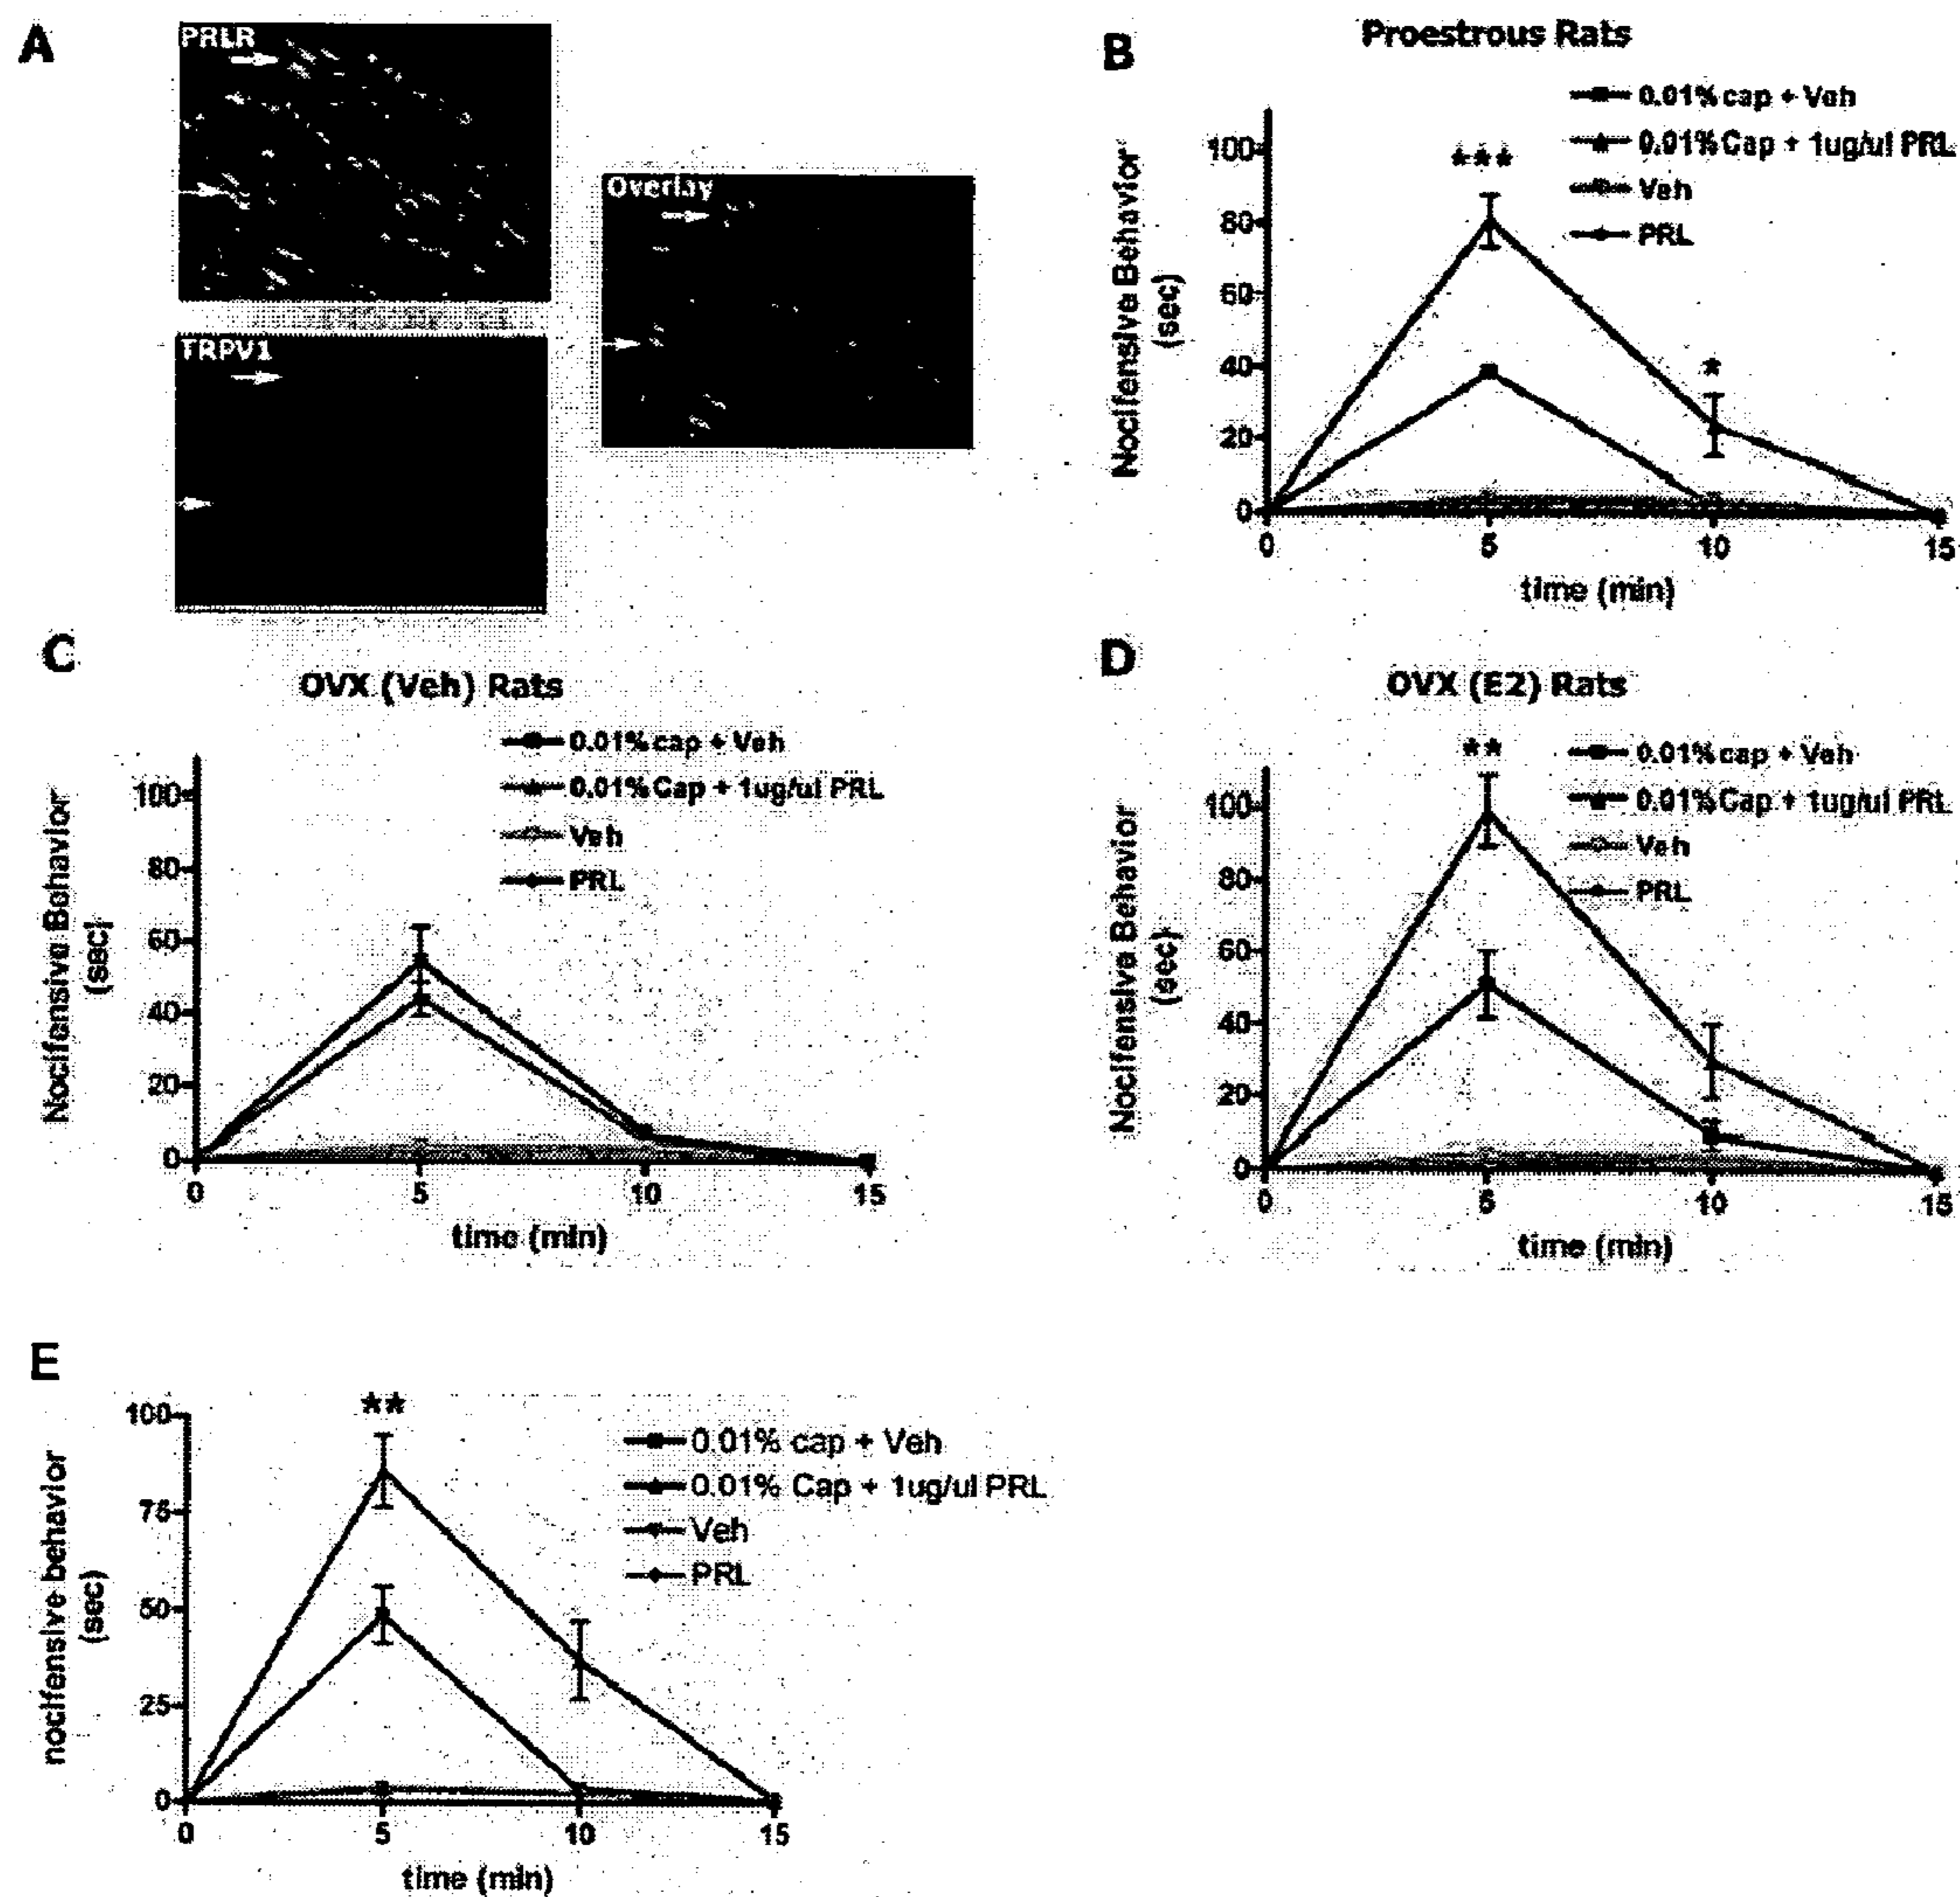 A
PRLR
Overlay
TRPV1
B
Proestrous Rats
0.01% cap + Veh
0.01% Cap + 1ug/ul PRL
Veh
PRL
***
*
Nocifensive Behavior
(sec)
100
80
60
40
20
0
0 5 10 15
time (min)
C
OVX (Veh) Rats
0.01% cap + Veh
0.01% Cap + 1ug/ul PRL
Veh
PRL
Nocifensive Behavior
(sec)
100
80
60
40
20
0
0 5 10 15
time (min)
D
OVX (E2) Rats
**
0.01% cap + Veh
0.01% Cap + 1ug/ul PRL
Veh
PRL
Nocifensive Behavior
(sec)
100
80
60
40
20
0
0 5 10 15
time (min)
E
**
0.01% cap + Veh
0.01% Cap + 1ug/ul PRL
Veh
PRL
nocifensive behavior
(sec)
100
75
50
25
0
0 5 10 15
time (min)